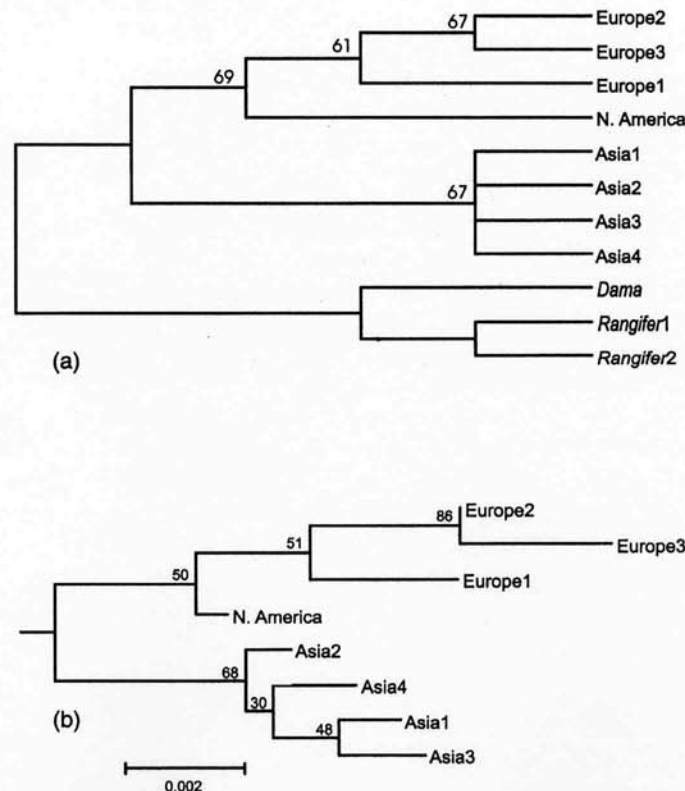 67 Europe2
61 Europe3
69 Europe1
N. America
Asia1
67 Asia2
Asia3
Asia4
Dama
Rangifer1
(a) Rangifer2
86 Europe2
51 Europe3
50 Europe1
N. America
Asia2
68 Asia4
30
(b) 48 Asia1
Asia3
0.002